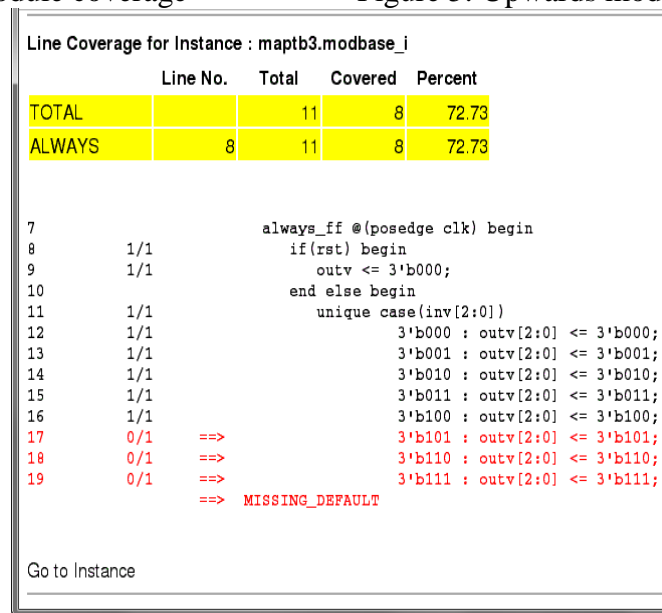 dule coverage Figure 3. Upwards mod
Line Coverage for Instance : maptb3.modbase_i
Line No. Total Covered Percent
TOTAL 11 8 72.73
ALWAYS 8 11 8 72.73
7 always_ff @(posedge clk) begin
8 1/1 if(rst) begin
9 1/1 outv <= 3'b000;
10 end else begin
11 1/1 unique case(inv[2:0])
12 1/1 3'b000 : outv[2:0] <= 3'b000;
13 1/1 3'b001 : outv[2:0] <= 3'b001;
14 1/1 3'b010 : outv[2:0] <= 3'b010;
15 1/1 3'b011 : outv[2:0] <= 3'b011;
16 1/1 3'b100 : outv[2:0] <= 3'b100;
17 0/1 ==> 3'b101 : outv[2:0] <= 3'b101;
18 0/1 ==> 3'b110 : outv[2:0] <= 3'b110;
19 0/1 ==> 3'b111 : outv[2:0] <= 3'b111;
==> MISSING_DEFAULT
Go to Instance